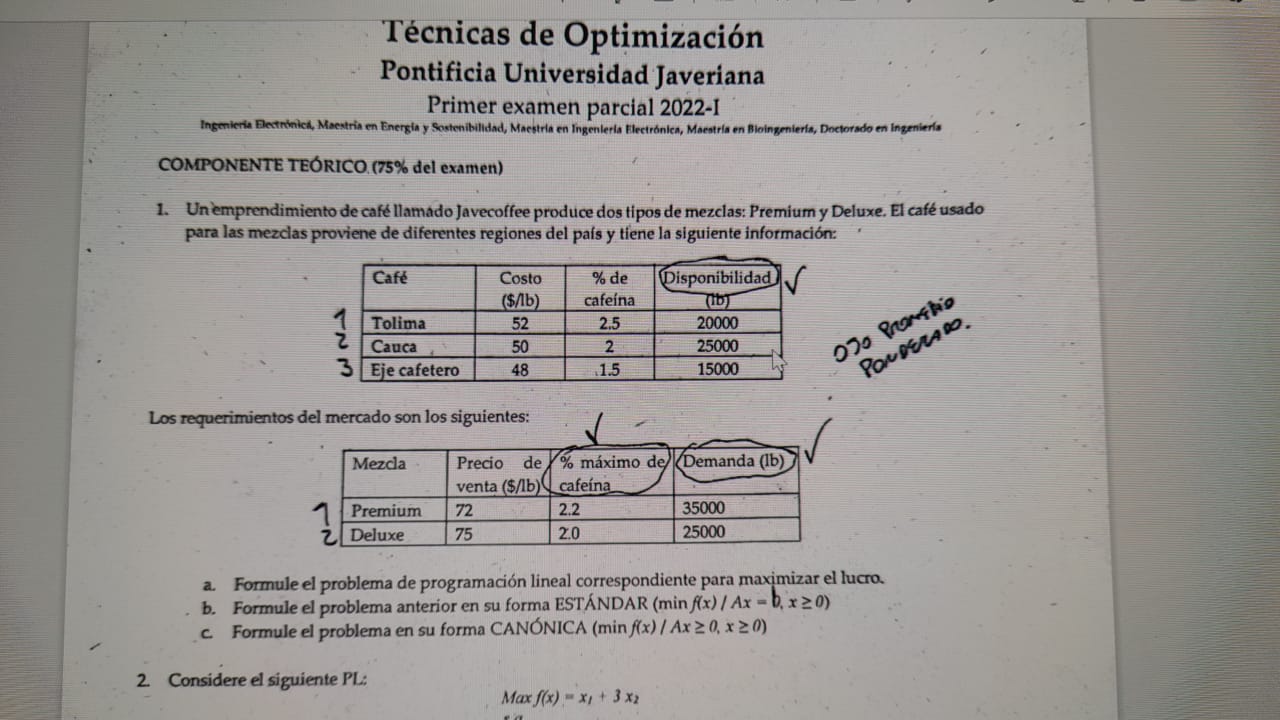 Técnicas de Optimización
Pontificia Universidad Javeriana
Primer examen parcial 2022-I
Ingeniería Electrónica, Maestría en Energía y Sostenibilidad, Maestría en Ingeniería Electrónica, Maestría en Bioingeniería, Doctorado en Ingeniería
COMPONENTE TEÓRICO (75% del examen)
1. Un emprendimiento de café llamado Javecoffee produce dos tipos de mezclas: Premium y Deluxe. El café usado
para las mezclas proviene de diferentes regiones del país y tiene la siguiente información:
Café Costo % de Disponibilidad
($/lb) cafeína (lb)
1 Tolima 52 2.5 20000
2 Cauca 50 2 25000
3 Eje cafetero 48 1.5 15000
OJO PROMEDIO
PONDERADO.
Los requerimientos del mercado son los siguientes:
Mezcla Precio de % máximo de Demanda (lb)
venta ($/lb) cafeína
1 Premium 72 2.2 35000
2 Deluxe 75 2.0 25000
a. Formule el problema de programación lineal correspondiente para maximizar el lucro.
b. Formule el problema anterior en su forma ESTÁNDAR (min f(x) / Ax = b, x ≥ 0)
c. Formule el problema en su forma CANÓNICA (min f(x) / Ax ≥ 0, x ≥ 0)
2. Considere el siguiente PL:
Max f(x) = x₁ + 3 x₂